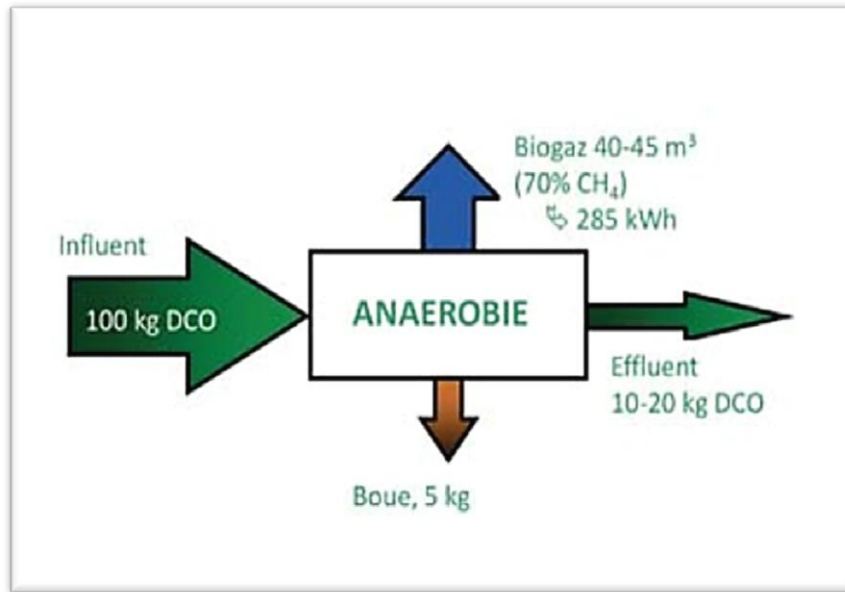 Biogaz 40-45 m³
(70% CH₄)
285 kWh
Influent
100 kg DCO
ANAEROBIE
Effluent
10-20 kg DCO
Boue, 5 kg